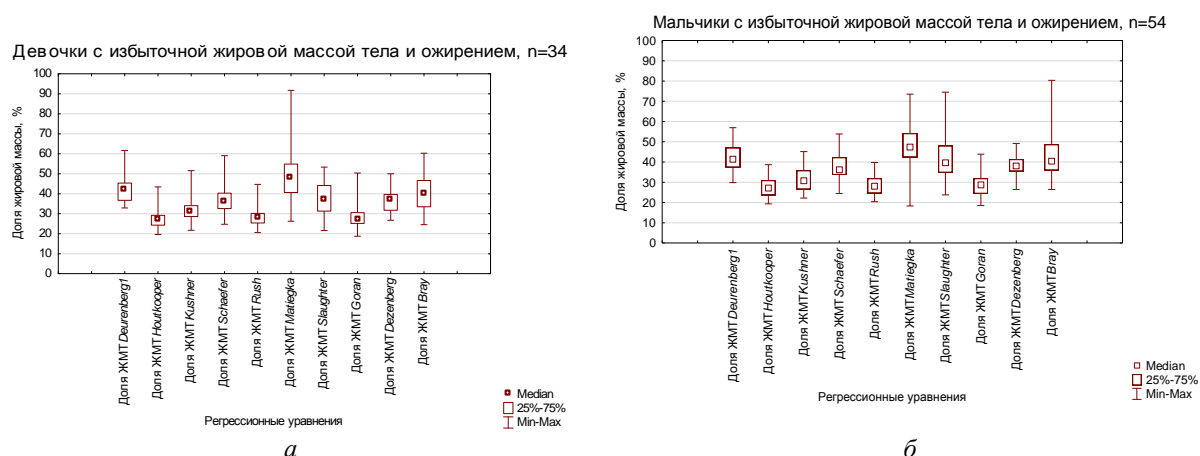 Девочки с избыточной жировой массой тела и ожирением, n=34
Доля жировой массы, %
100
90
80
70
60
50
40
30
20
10
0
Доля ЖМТ Deurenberg1
Доля ЖМТ Houtkooper
Доля ЖМТ Kushner
Доля ЖМТ Schaefer
Доля ЖМТ Rush
Доля ЖМТ Matiegka
Доля ЖМТ Slaughter
Доля ЖМТ Goran
Доля ЖМТ Dezenberg
Доля ЖМТ Bray
Регрессионные уравнения
Median
25%-75%
Min-Max
а
Мальчики с избыточной жировой массой тела и ожирением, n=54
Доля жировой массы, %
100
90
80
70
60
50
40
30
20
10
0
Доля ЖМТ Deurenberg1
Доля ЖМТ Houtkooper
Доля ЖМТ Kushner
Доля ЖМТ Schaefer
Доля ЖМТ Rush
Доля ЖМТ Matiegka
Доля ЖМТ Slaughter
Доля ЖМТ Goran
Доля ЖМТ Dezenberg
Доля ЖМТ Bray
Регрессионные уравнения
Median
25%-75%
Min-Max
б